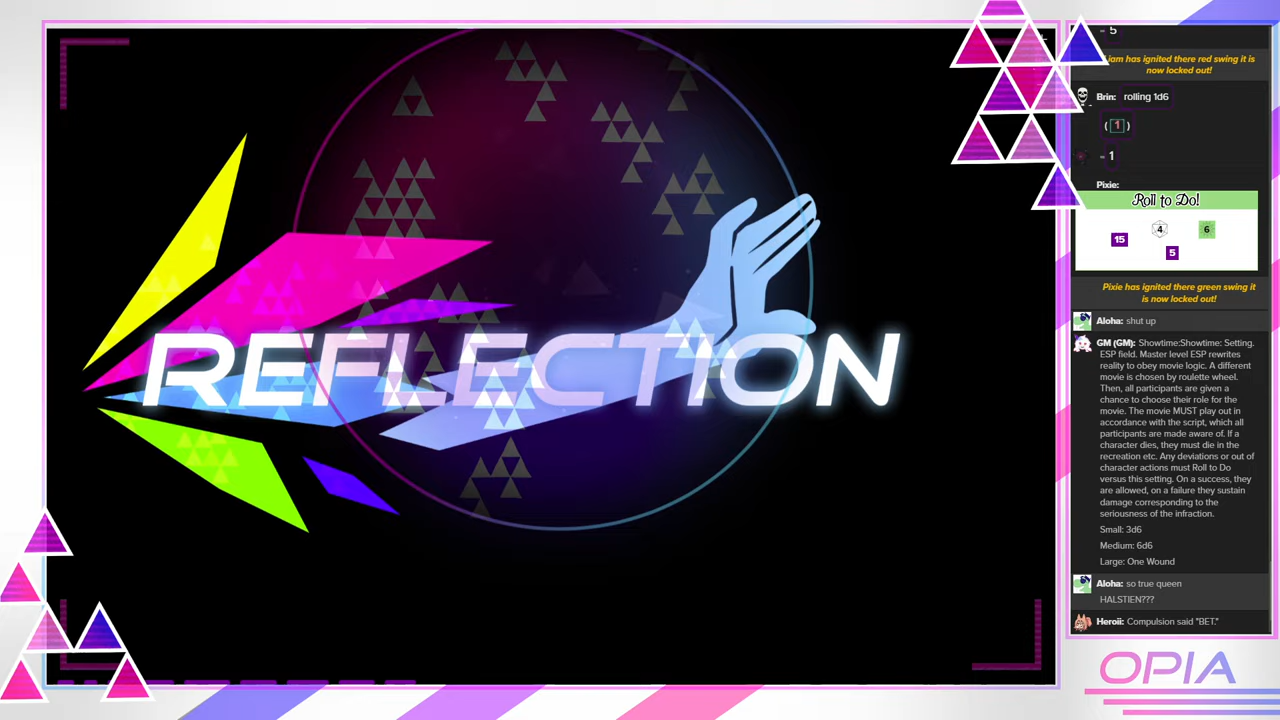 REFLECTION
= 5
iam has ignited there red swing it is
now locked out!
Brin: rolling 1d6
( 1 )
= 1
Pixie:
Roll to Do!
15 4 6
5
Pixie has ignited there green swing it
is now locked out!
Aloha: shut up
GM (GM): Showtime:Showtime: Setting.
ESP field. Master level ESP rewrites
reality to obey movie logic. A different
movie is chosen by roulette wheel.
Then, all participants are given a
chance to choose their role for the
movie. The movie MUST play out in
accordance with the script, which all
participants are made aware of. If a
character dies, they must die in the
recreation etc. Any deviations or out of
character actions must Roll to Do
versus this setting. On a success, they
are allowed, on a failure they sustain
damage corresponding to the
seriousness of the infraction.
Small: 3d6
Medium: 6d6
Large: One Wound
Aloha: so true queen
HALSTIEN???
Heroii: Compulsion said "BET."
OPIA